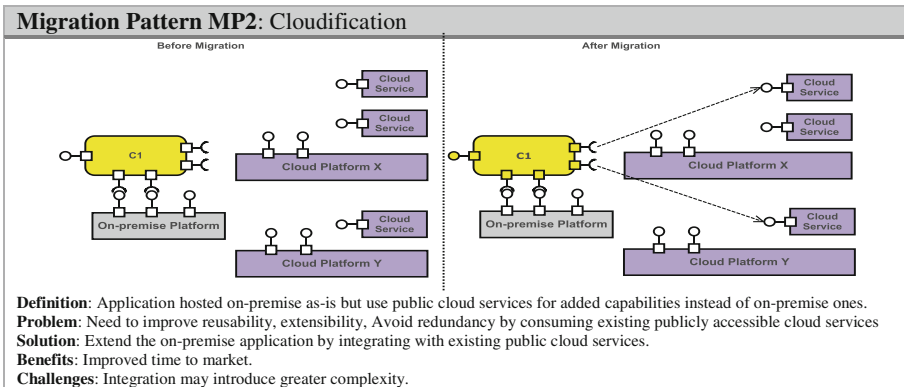 Migration Pattern MP2: Cloudification
Before Migration
After Migration
Cloud
Service
Cloud
Service
C1
Cloud Platform X
On-premise Platform
Cloud
Service
Cloud Platform Y
Cloud
Service
Cloud
Service
C1
Cloud Platform X
On-premise Platform
Cloud
Service
Cloud Platform Y
Definition: Application hosted on-premise as-is but use public cloud services for added capabilities instead of on-premise ones.
Problem: Need to improve reusability, extensibility, Avoid redundancy by consuming existing publicly accessible cloud services
Solution: Extend the on-premise application by integrating with existing public cloud services.
Benefits: Improved time to market.
Challenges: Integration may introduce greater complexity.